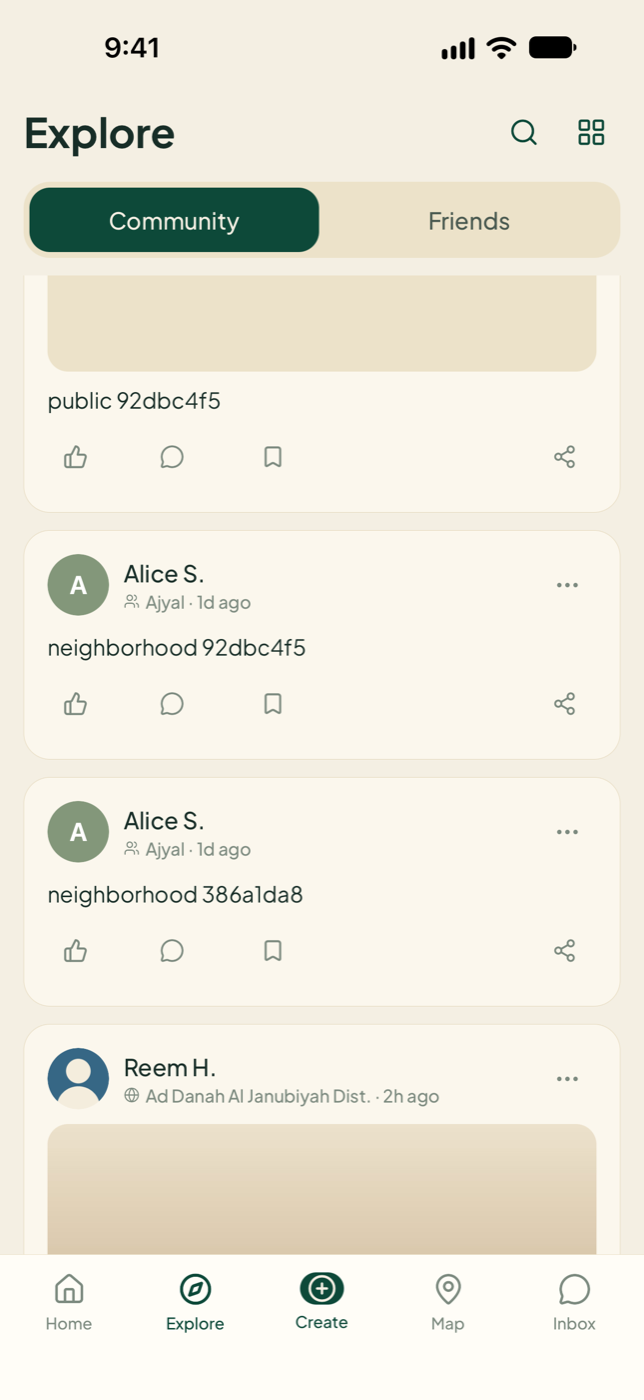 9:41
Explore
Community
Friends
public 92dbc4f5
A
Alice S.
Ajyal · 1d ago
neighborhood 92dbc4f5
A
Alice S.
Ajyal · 1d ago
neighborhood 386a1da8
Reem H.
Ad Danah Al Janubiyah Dist. · 2h ago
Home
Explore
Create
Map
Inbox